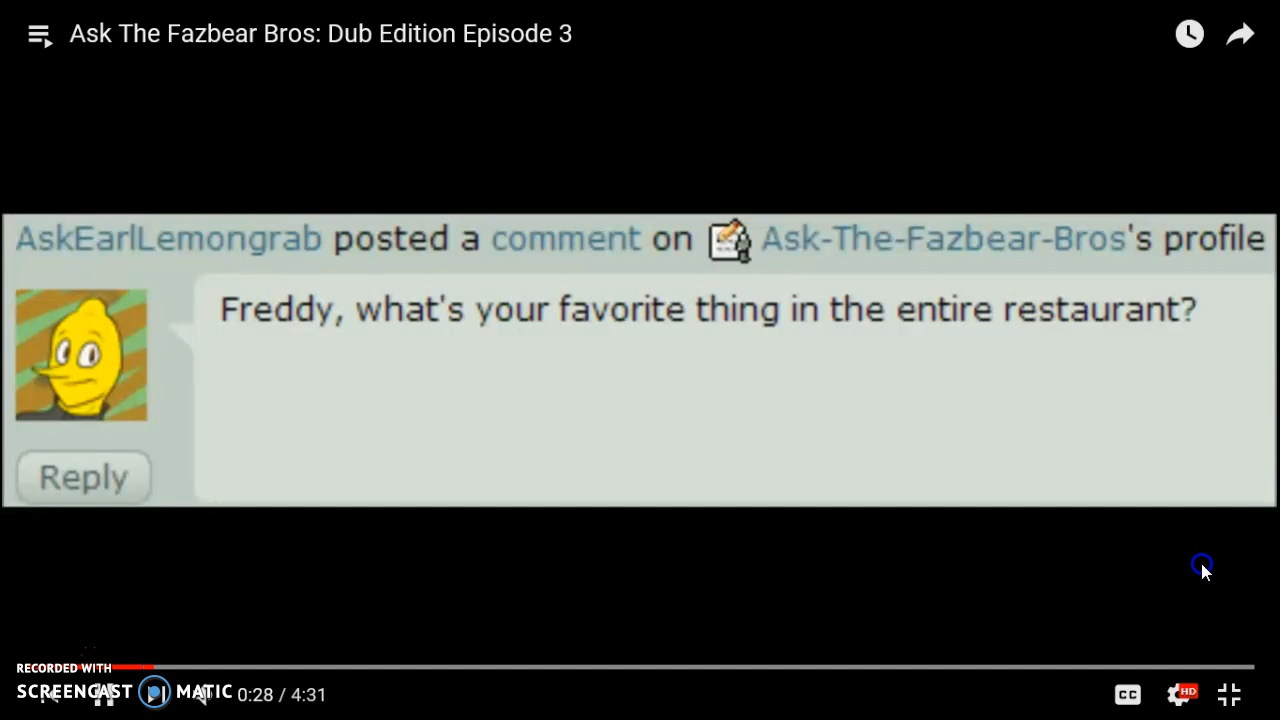 Ask The Fazbear Bros: Dub Edition Episode 3
AskEarlLemongrab posted a comment on Ask-The-Fazbear-Bros's profile
Freddy, what's your favorite thing in the entire restaurant?
Reply
RECORDED WITH
SCREENCAST MATIC
0:28 / 4:31
CC
HD